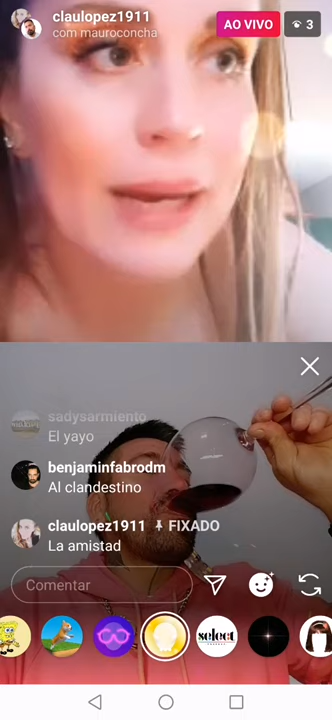 claulopez1911
com mauroconcha
AO VIVO
3
sadysarmiento
El yayo
benjaminfabrodm
Al clandestino
claulopez1911 FIXADO
La amistad
Comentar
select